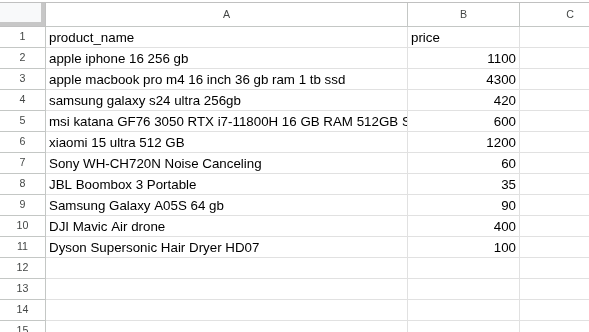 A B C
1 product_name price
2 apple iphone 16 256 gb 1100
3 apple macbook pro m4 16 inch 36 gb ram 1 tb ssd 4300
4 samsung galaxy s24 ultra 256gb 420
5 msi katana GF76 3050 RTX i7-11800H 16 GB RAM 512GB S 600
6 xiaomi 15 ultra 512 GB 1200
7 Sony WH-CH720N Noise Canceling 60
8 JBL Boombox 3 Portable 35
9 Samsung Galaxy A05S 64 gb 90
10 DJI Mavic Air drone 400
11 Dyson Supersonic Hair Dryer HD07 100
12
13
14
15